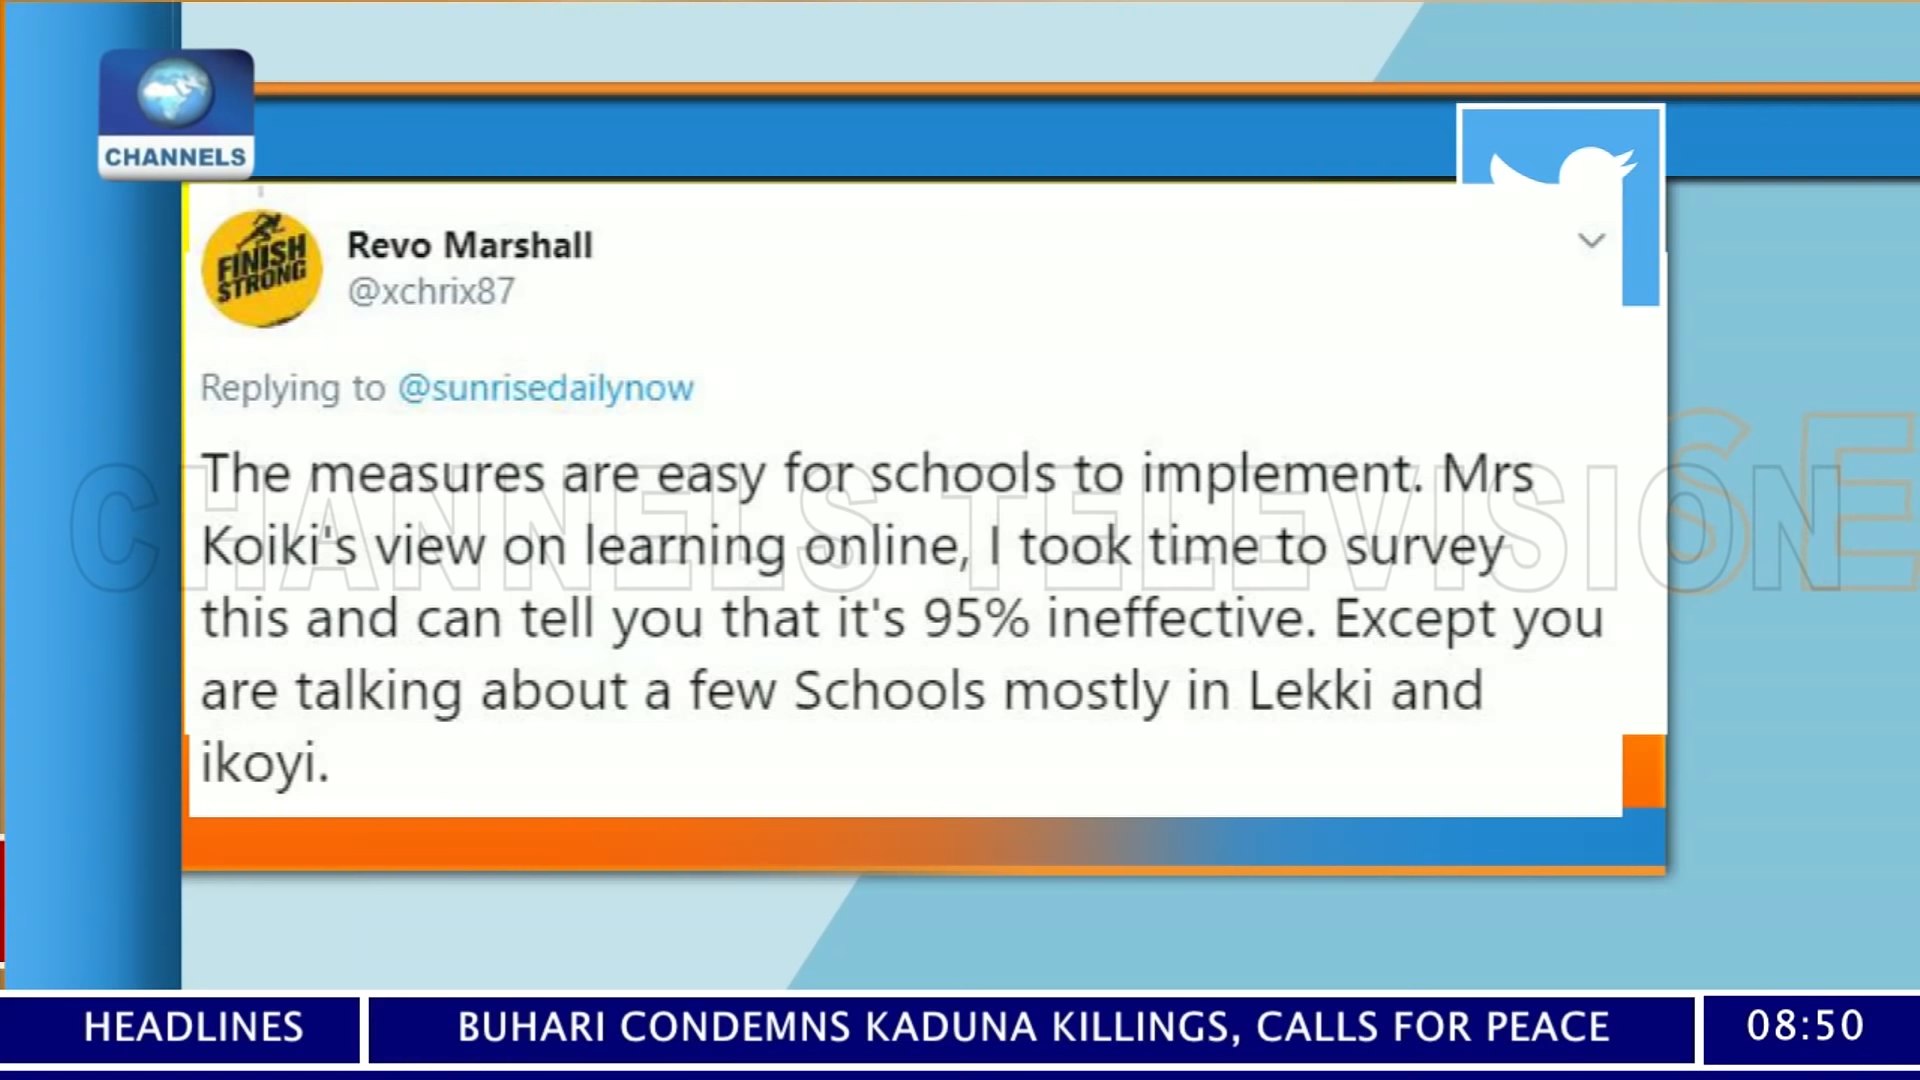 CHANNELS
FINISH
STRONG
Revo Marshall
@xchrix87
Replying to @sunrisedailynow
The measures are easy for schools to implement. Mrs
Koiki's view on learning online, I took time to survey
this and can tell you that it's 95% ineffective. Except you
are talking about a few Schools mostly in Lekki and
ikoyi.
CHANNELS TELEVISION
HEADLINES
BUHARI CONDEMNS KADUNA KILLINGS, CALLS FOR PEACE
08:50